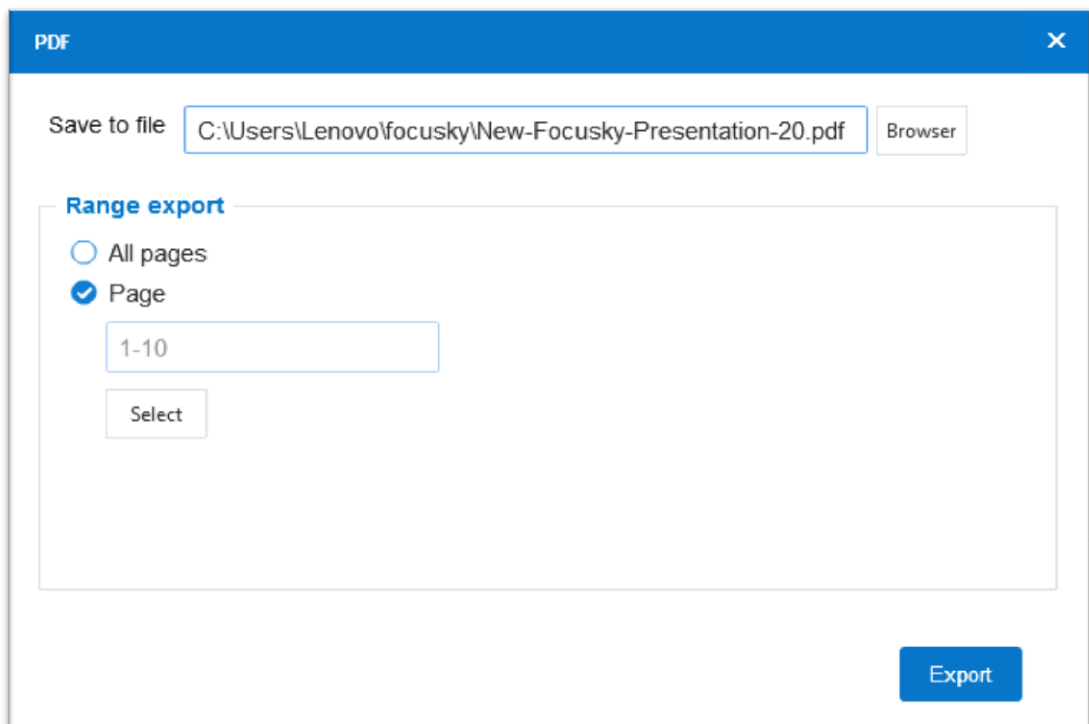 PDF
Save to file C:\Users\Lenovo\focusky\New-Focusky-Presentation-20.pdf Browser
Range export
All pages
Page
1-10
Select
Export